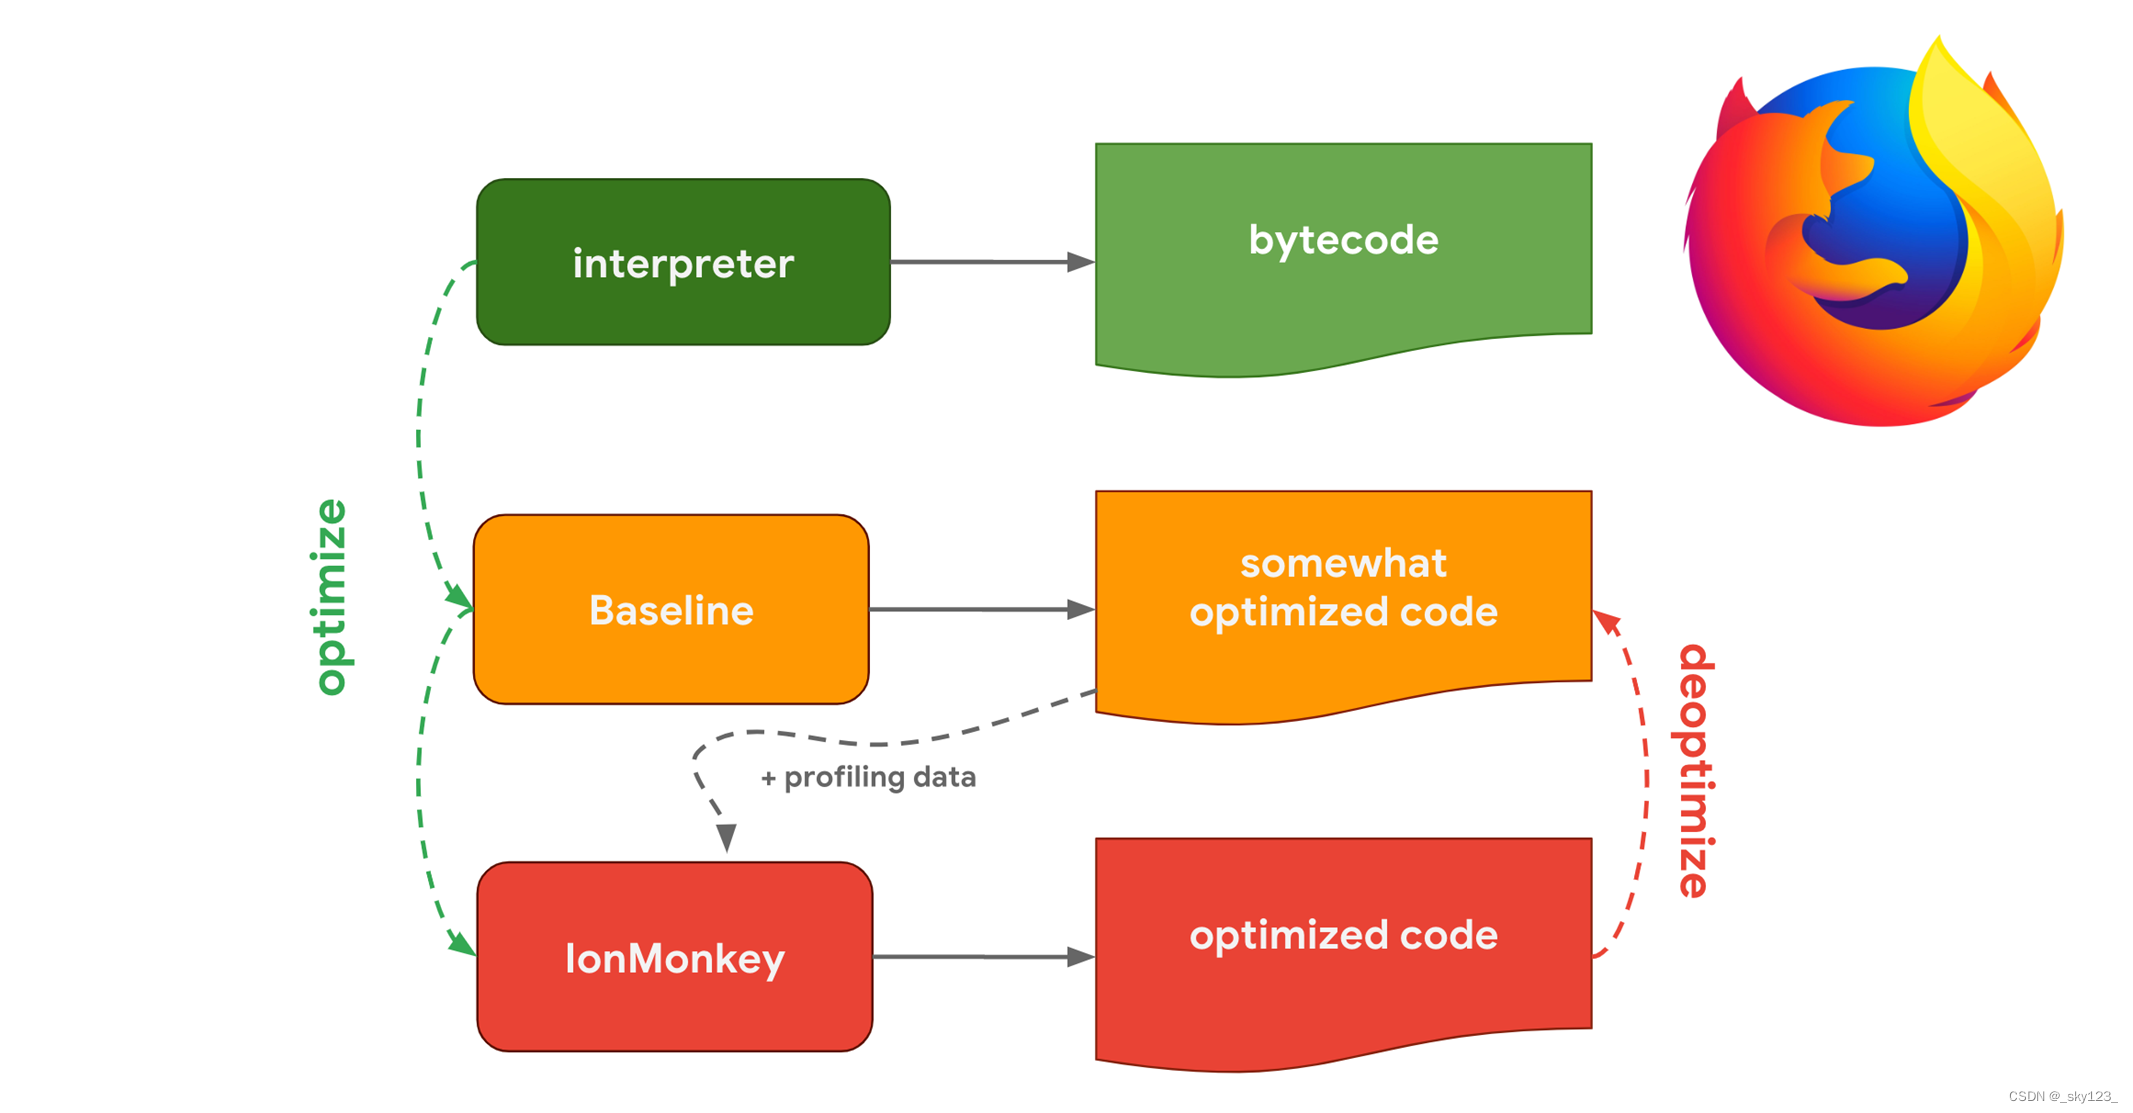 interpreter
bytecode
optimize
Baseline
somewhat
optimized code
+ profiling data
deoptimize
IonMonkey
optimized code
CSDN @_sky123_